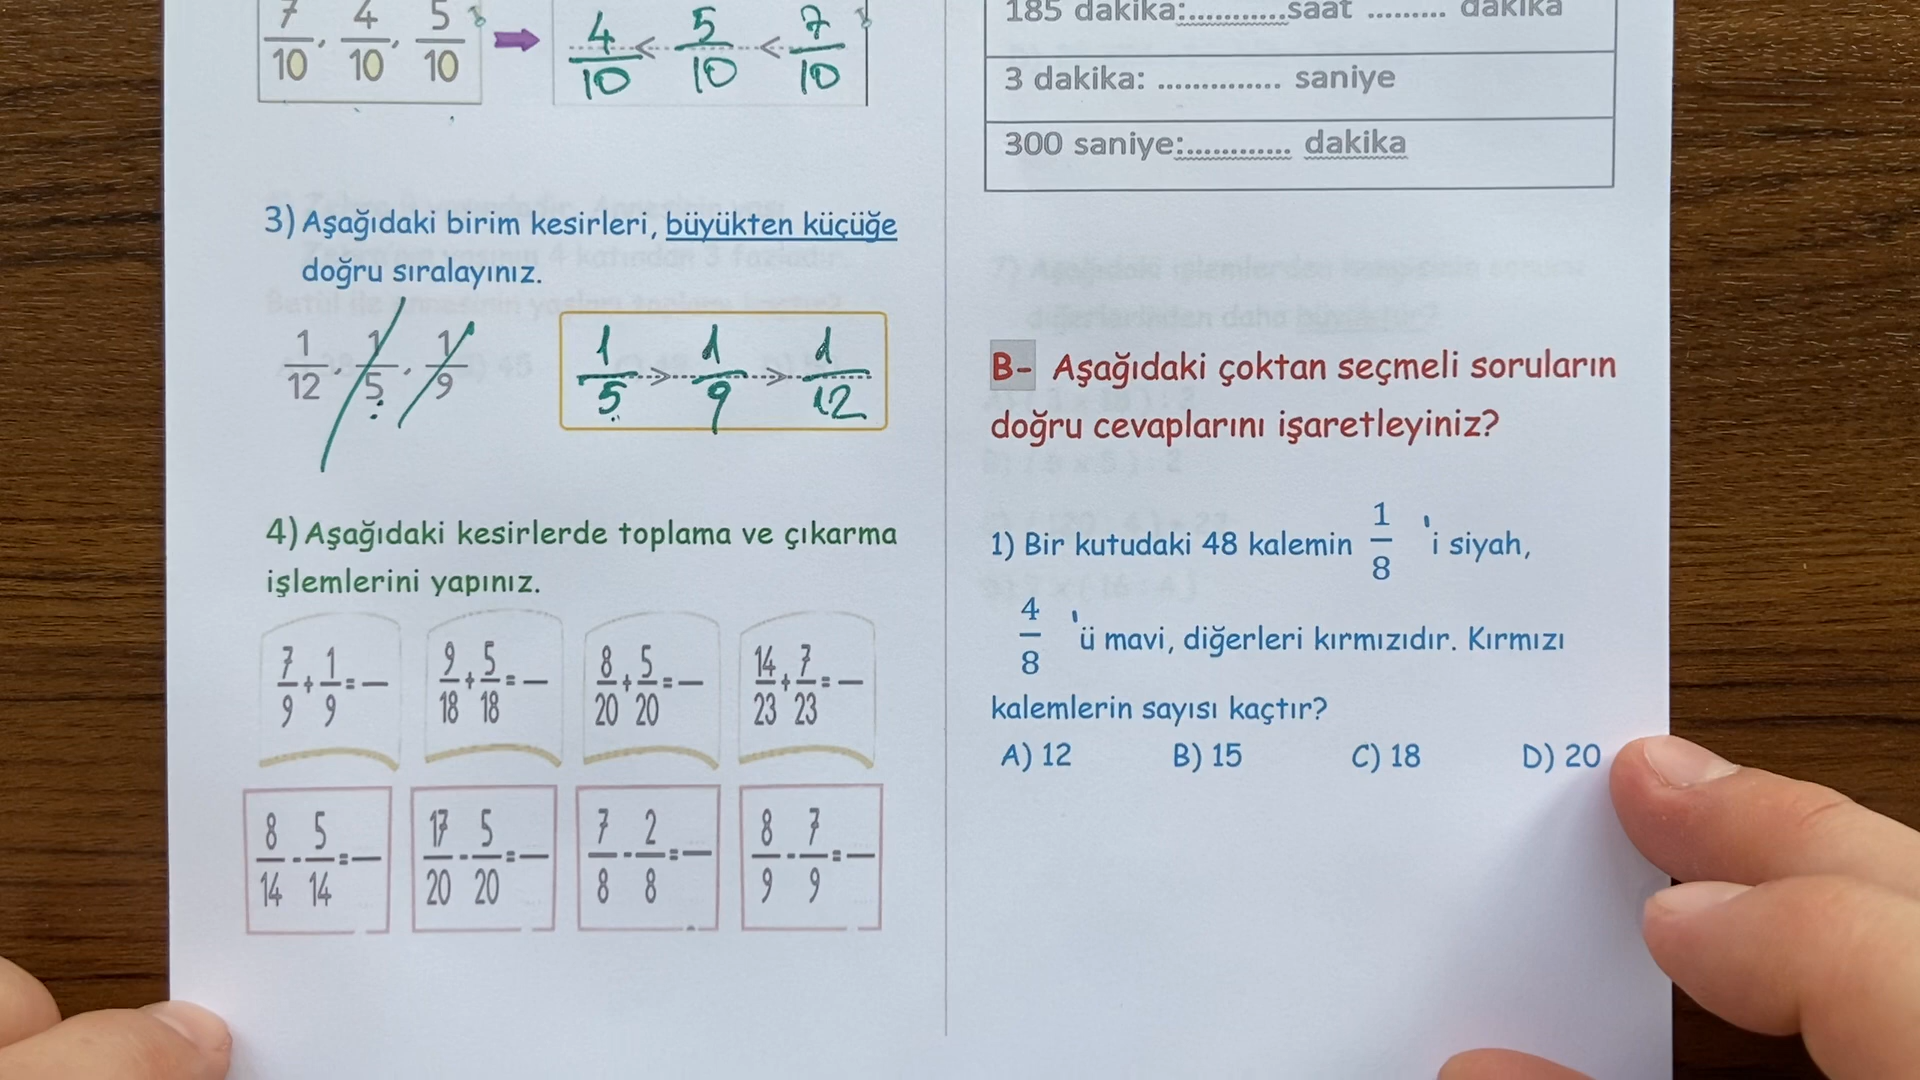 7/10, 4/10, 5/10 4/10 < 5/10 < 7/10
3) Aşağıdaki birim kesirleri, büyükten küçüğe
doğru sıralayınız.
1/12, 1/5, 1/9 1/5 > 1/9 > 1/12
4) Aşağıdaki kesirlerde toplama ve çıkarma
işlemlerini yapınız.
7/9 + 1/9 = — 9/18 + 5/18 = — 8/20 + 5/20 = — 14/23 + 7/23 = —
8/14 - 5/14 = — 17/20 - 5/20 = — 7/8 - 2/8 = — 8/9 - 7/9 = —
185 dakika:............saat ......... dakika
3 dakika: .............. saniye
300 saniye:............ dakika
B- Aşağıdaki çoktan seçmeli soruların
doğru cevaplarını işaretleyiniz?
1) Bir kutudaki 48 kalemin 1/8 'i siyah,
4/8 'ü mavi, diğerleri kırmızıdır. Kırmızı
kalemlerin sayısı kaçtır?
A) 12 B) 15 C) 18 D) 20